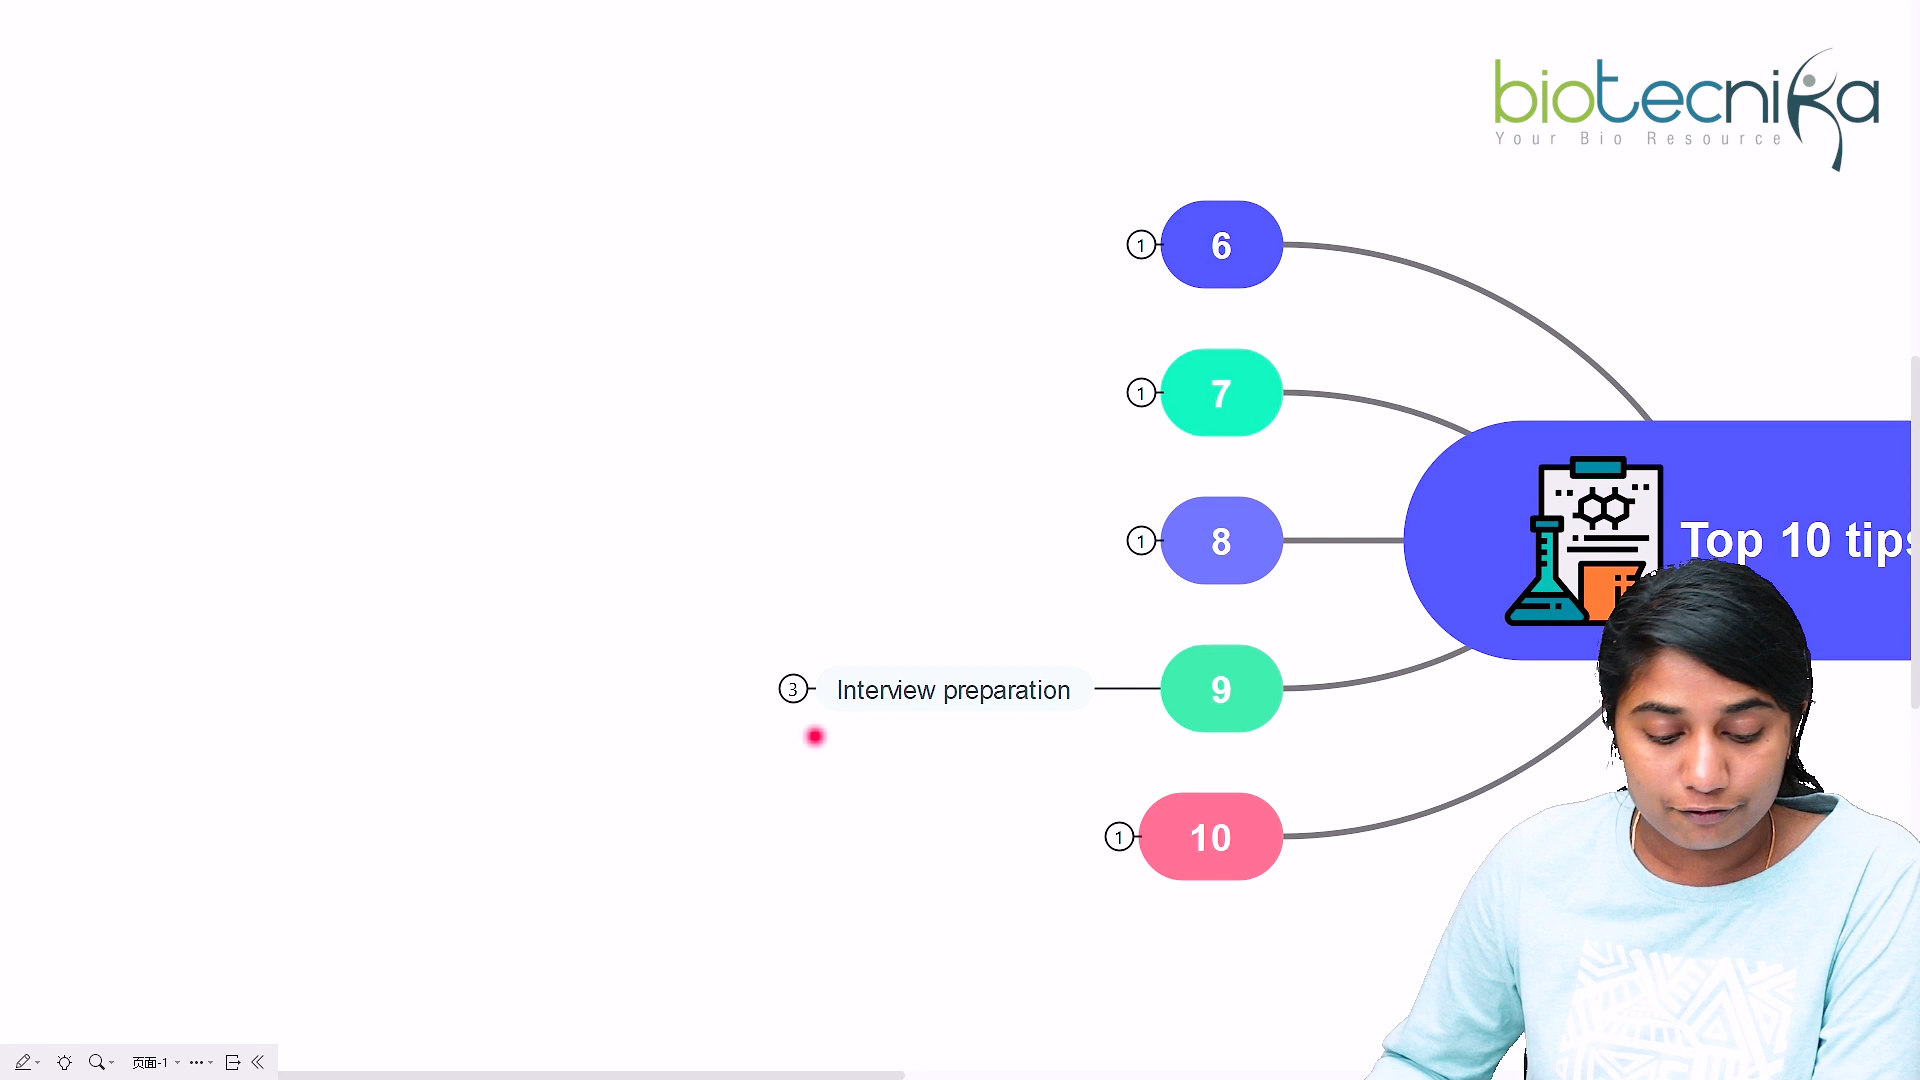 biotecnika
Your Bio Resource
1
6
1
7
1
8
Top 10 tips
3
Interview preparation
9
1
10
页面-1